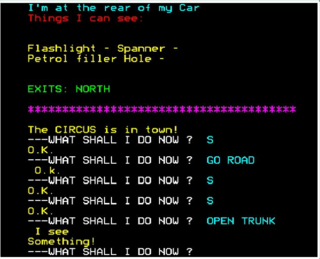 I'm at the rear of my Car
Things I can see:
Flashlight - Spanner -
Petrol filler Hole -
EXITS: NORTH
***************************************
The CIRCUS is in town!
---WHAT SHALL I DO NOW ? S
O.K.
---WHAT SHALL I DO NOW ? GO ROAD
O.k.
---WHAT SHALL I DO NOW ? S
O.K.
---WHAT SHALL I DO NOW ? S
O.K.
---WHAT SHALL I DO NOW ? OPEN TRUNK
I see
Something!
---WHAT SHALL I DO NOW ?